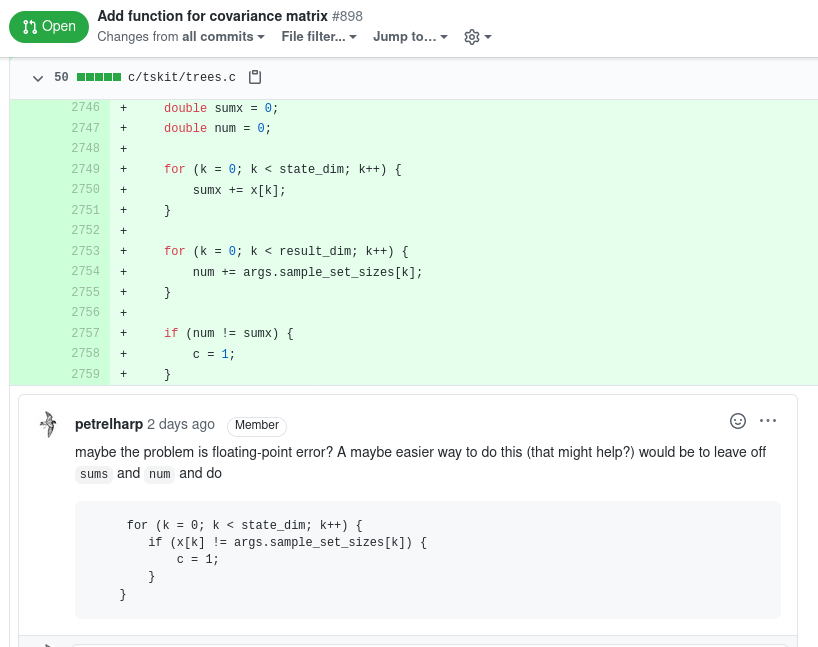 Open
Add function for covariance matrix #898
Changes from all commits File filter... Jump to...
50 c/tskit/trees.c
2746 + double sumx = 0;
2747 + double num = 0;
2748 +
2749 + for (k = 0; k < state_dim; k++) {
2750 + sumx += x[k];
2751 + }
2752 +
2753 + for (k = 0; k < result_dim; k++) {
2754 + num += args.sample_set_sizes[k];
2755 + }
2756 +
2757 + if (num != sumx) {
2758 + c = 1;
2759 + }
petrelharp 2 days ago Member
maybe the problem is floating-point error? A maybe easier way to do this (that might help?) would be to leave off
sums and num and do
for (k = 0; k < state_dim; k++) {
if (x[k] != args.sample_set_sizes[k]) {
c = 1;
}
}